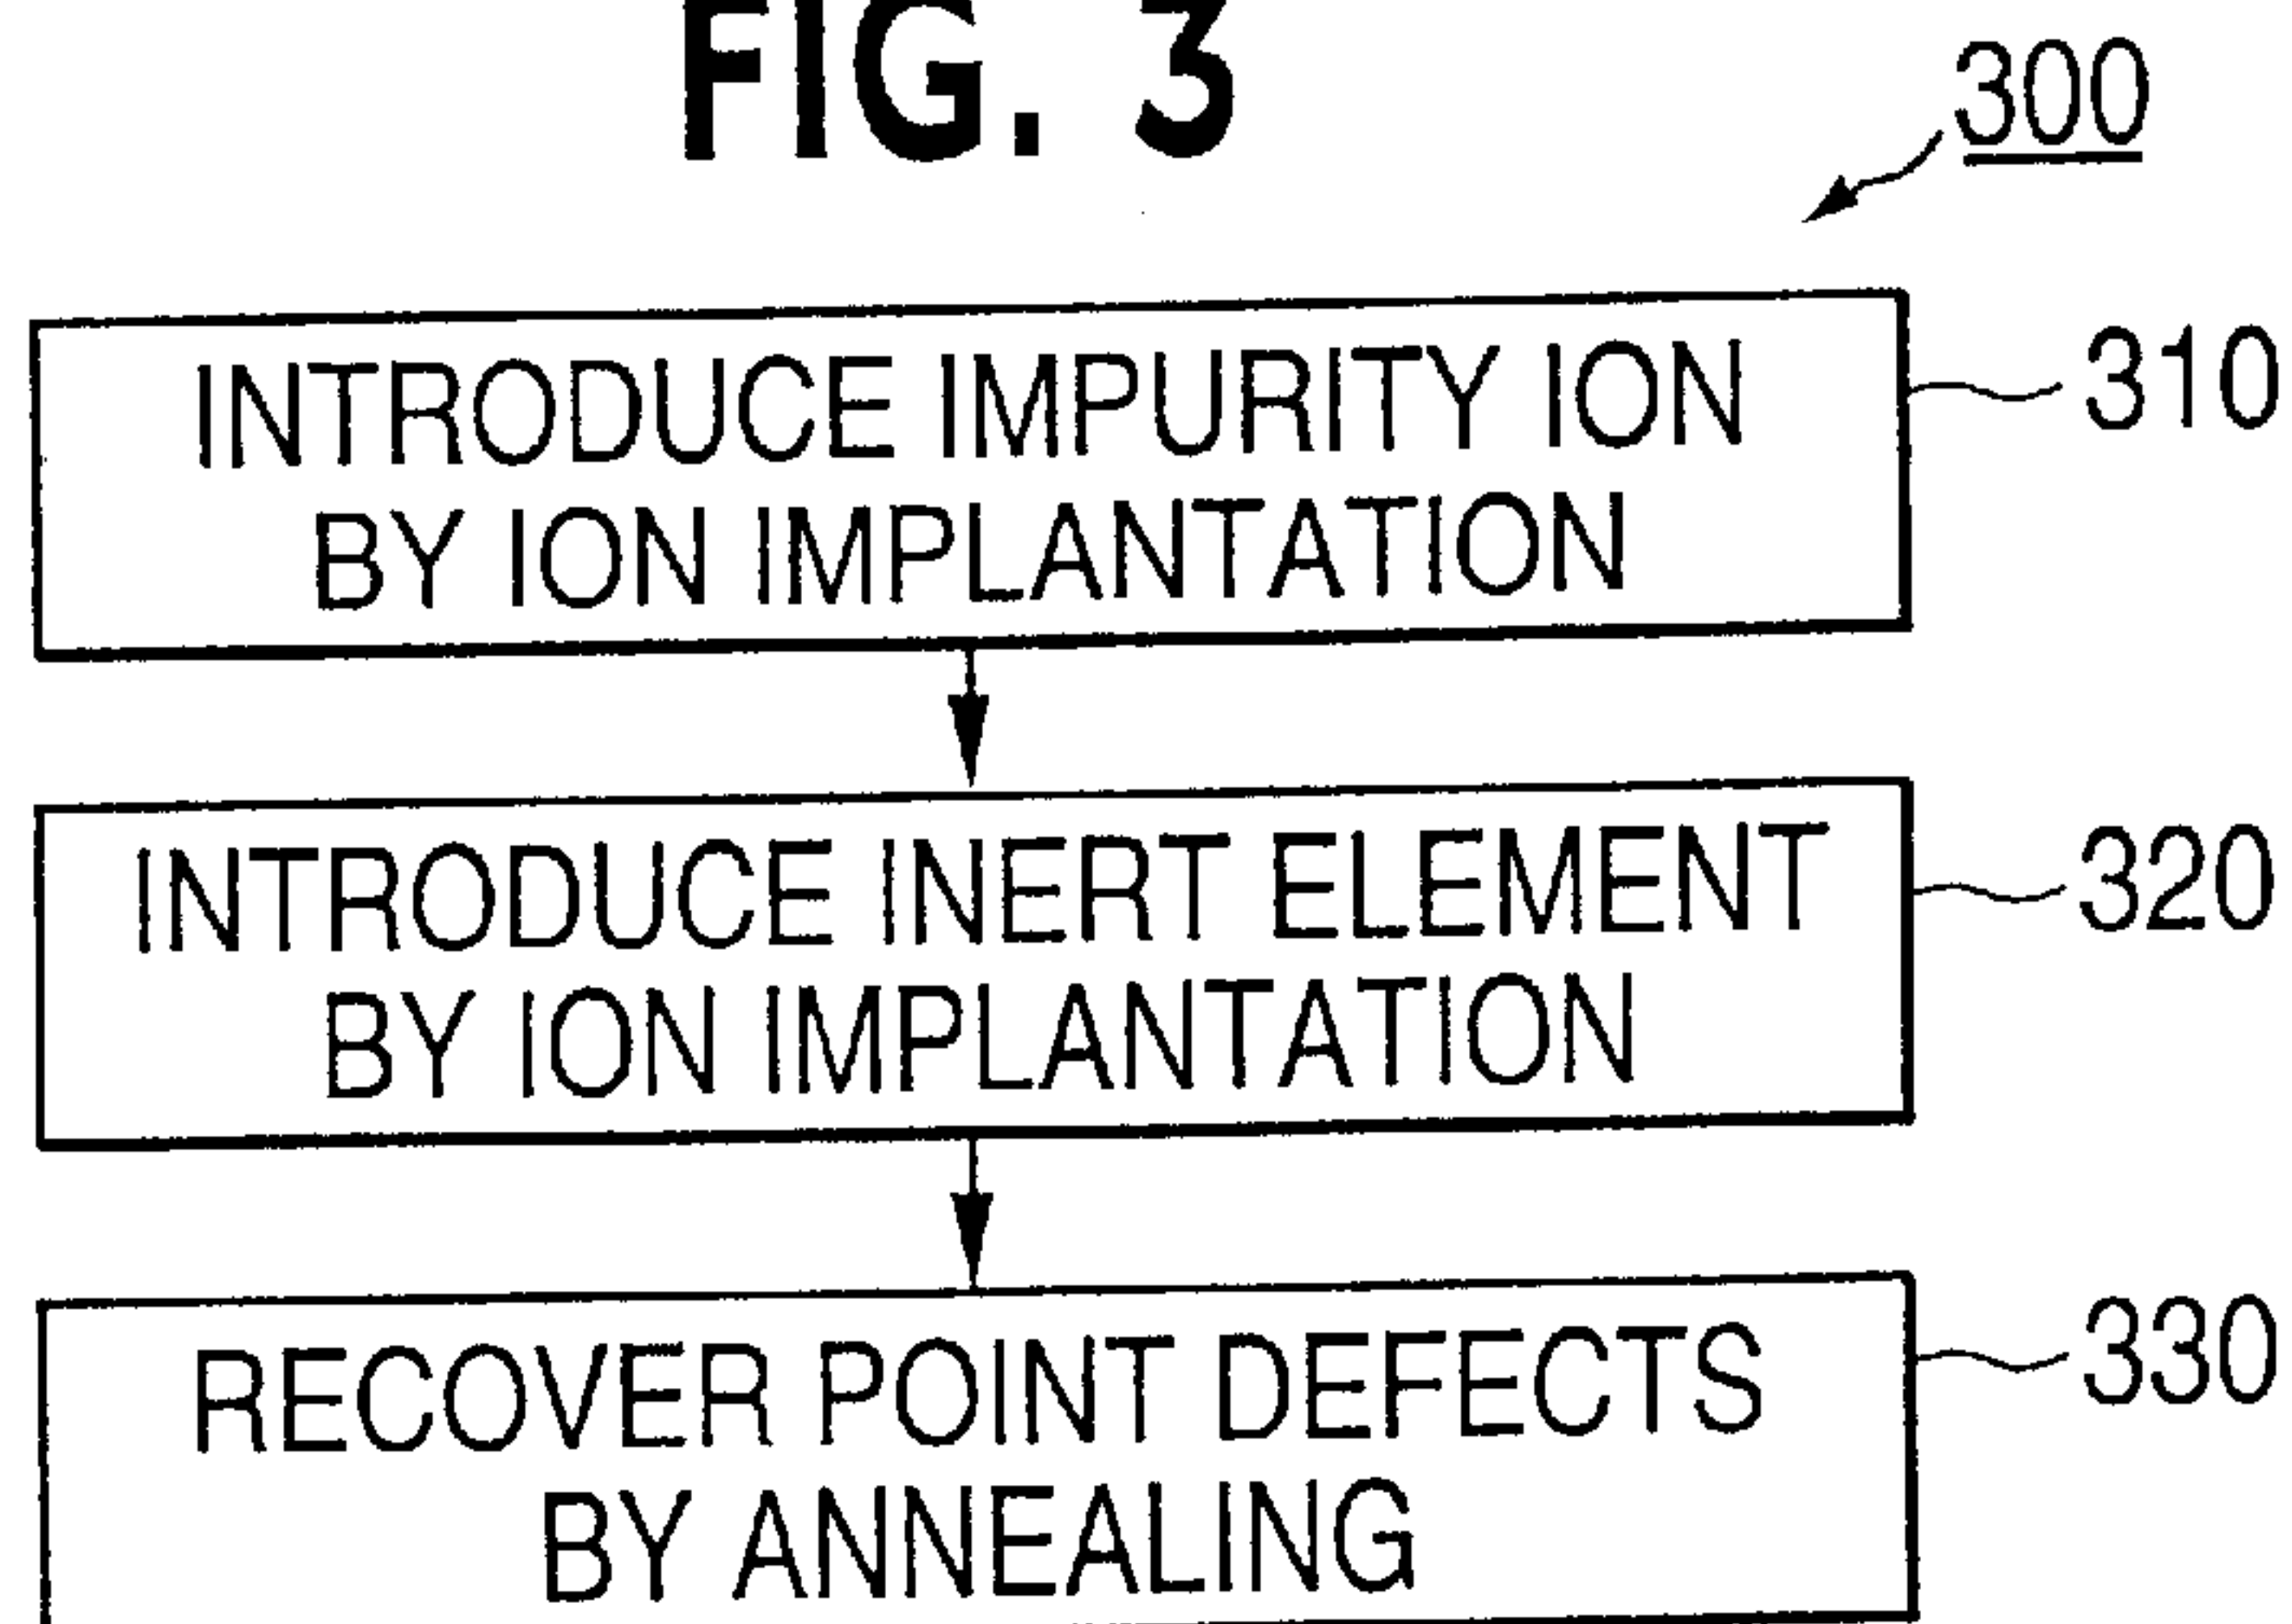 FIG. 3
300
INTRODUCE IMPURITY ION
BY ION IMPLANTATION
310
INTRODUCE INERT ELEMENT
BY ION IMPLANTATION
320
RECOVER POINT DEFECTS
BY ANNEALING
330